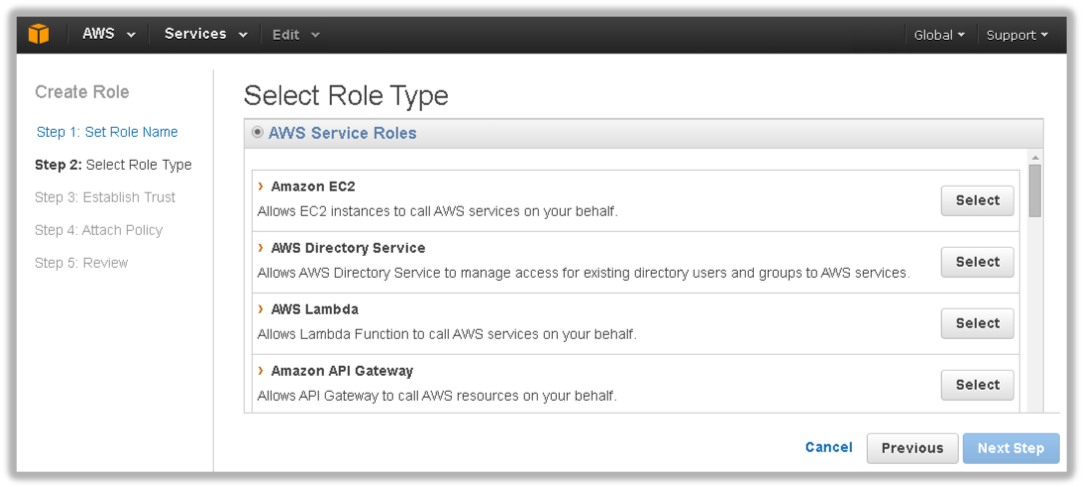 AWS Services Edit Global Support
Create Role
Step 1: Set Role Name
Step 2: Select Role Type
Step 3: Establish Trust
Step 4: Attach Policy
Step 5: Review
Select Role Type
AWS Service Roles
Amazon EC2
Allows EC2 instances to call AWS services on your behalf.
Select
AWS Directory Service
Allows AWS Directory Service to manage access for existing directory users and groups to AWS services.
Select
AWS Lambda
Allows Lambda Function to call AWS services on your behalf.
Select
Amazon API Gateway
Allows API Gateway to call AWS resources on your behalf.
Select
Cancel Previous Next Step